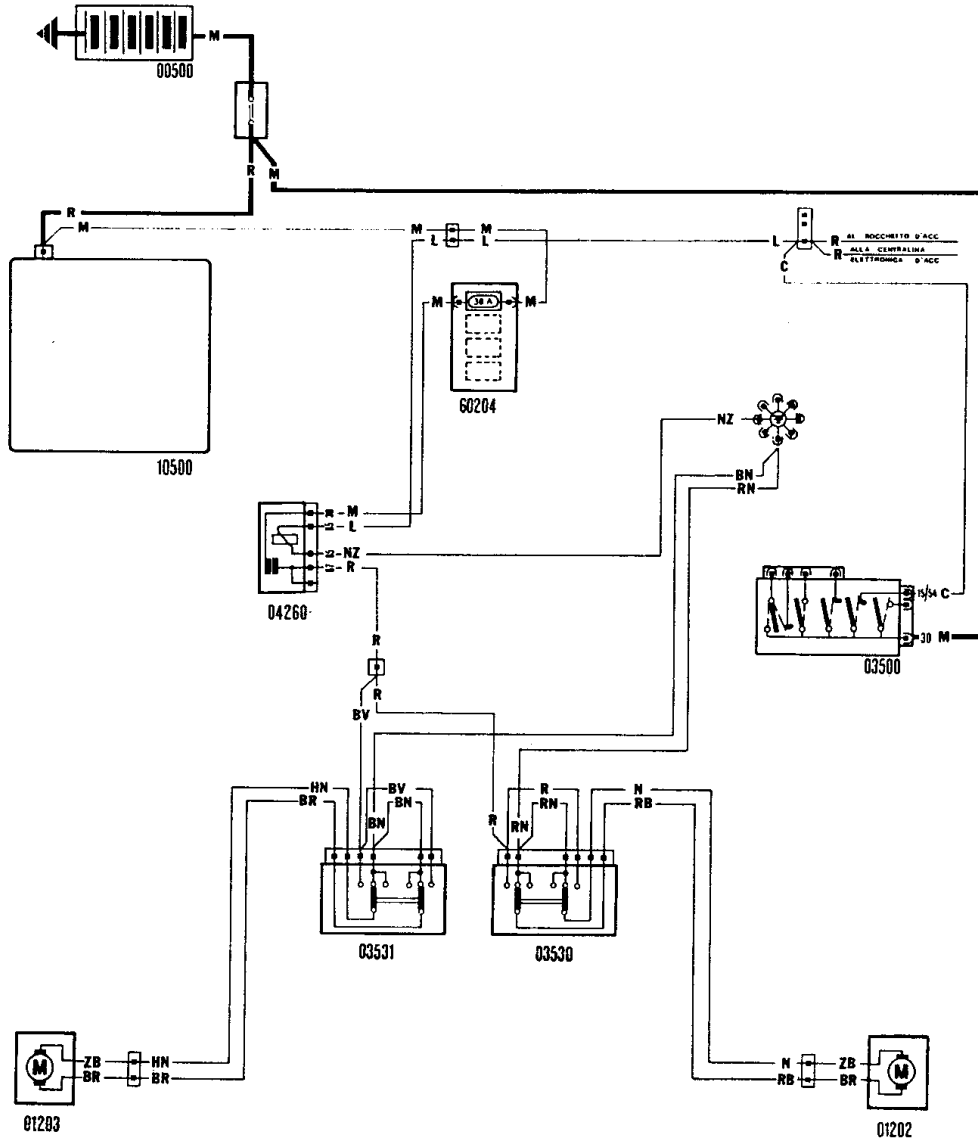 M
00500
R M
R
M
M M
L L
L
R AL ROCCHETTO D'ACC
R ALLA CENTRALINA
ELETTRONICA D'ACC
C
M 30 A M
60204
NZ
10500
BN
RN
M
L
NZ
R
04260
15/54 C
30 M
03500
R
R
BV
HN BV
BR BN
BN
R N
RN RB
R
RN
03531
03530
M
ZB HN
BR BR
01203
N ZB
RB BR
M
01202